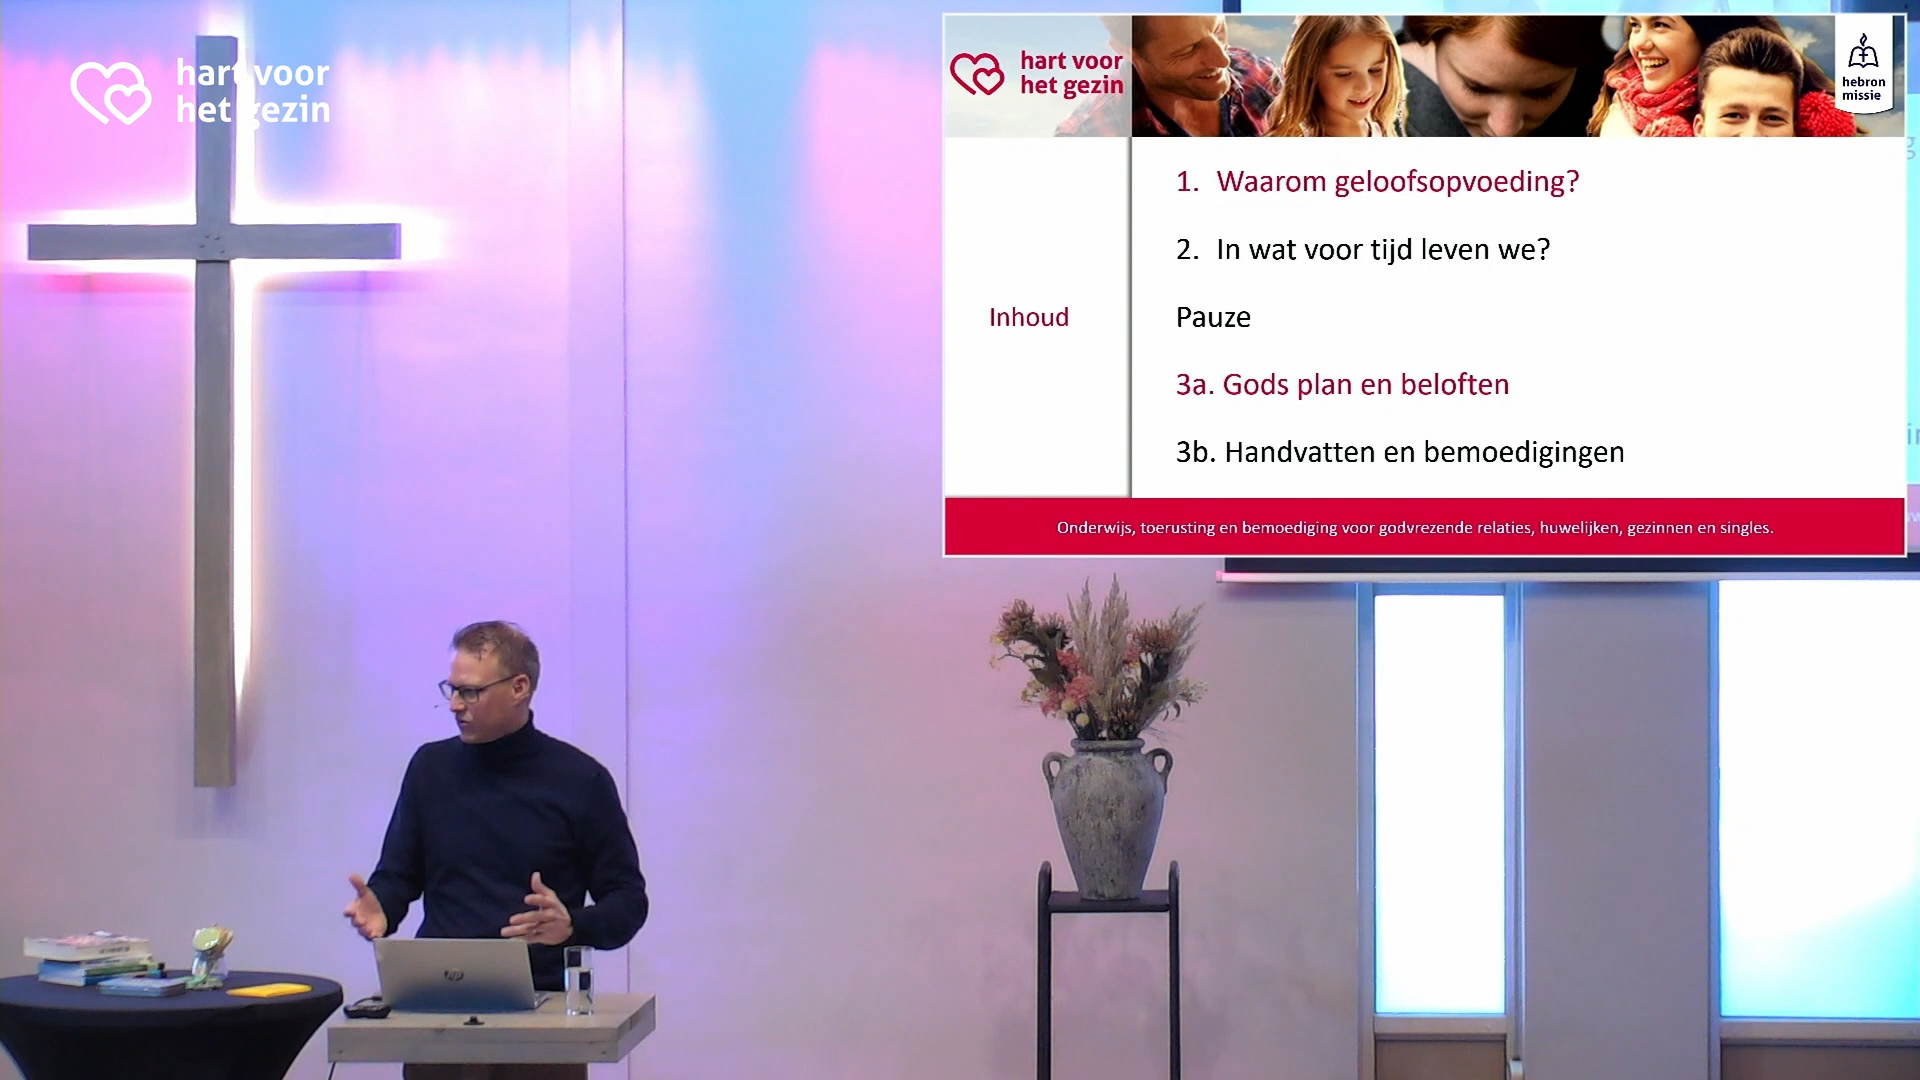 hart voor
het gezin
hart voor
het gezin
hebron
missie
1. Waarom geloofsopvoeding?
2. In wat voor tijd leven we?
Pauze
Inhoud
3a. Gods plan en beloften
3b. Handvatten en bemoedigingen
Onderwijs, toerusting en bemoediging voor godvrezende relaties, huwelijken, gezinnen en singles.
hp